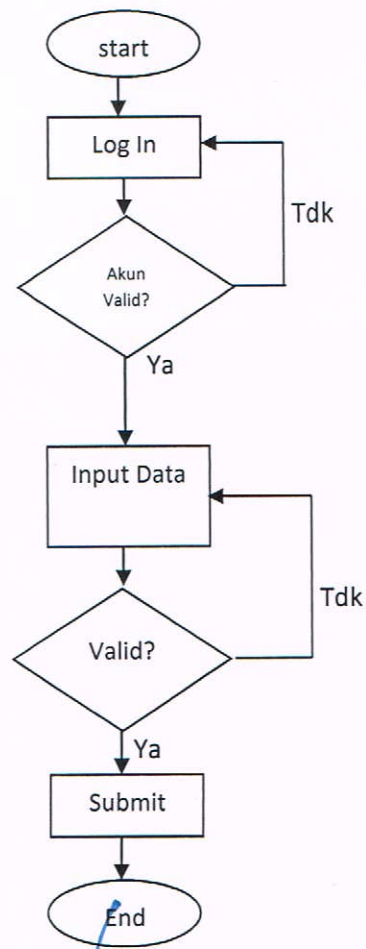 start
Log In
Tdk
Akun
Valid?
Ya
Input Data
Tdk
Valid?
Ya
Submit
End